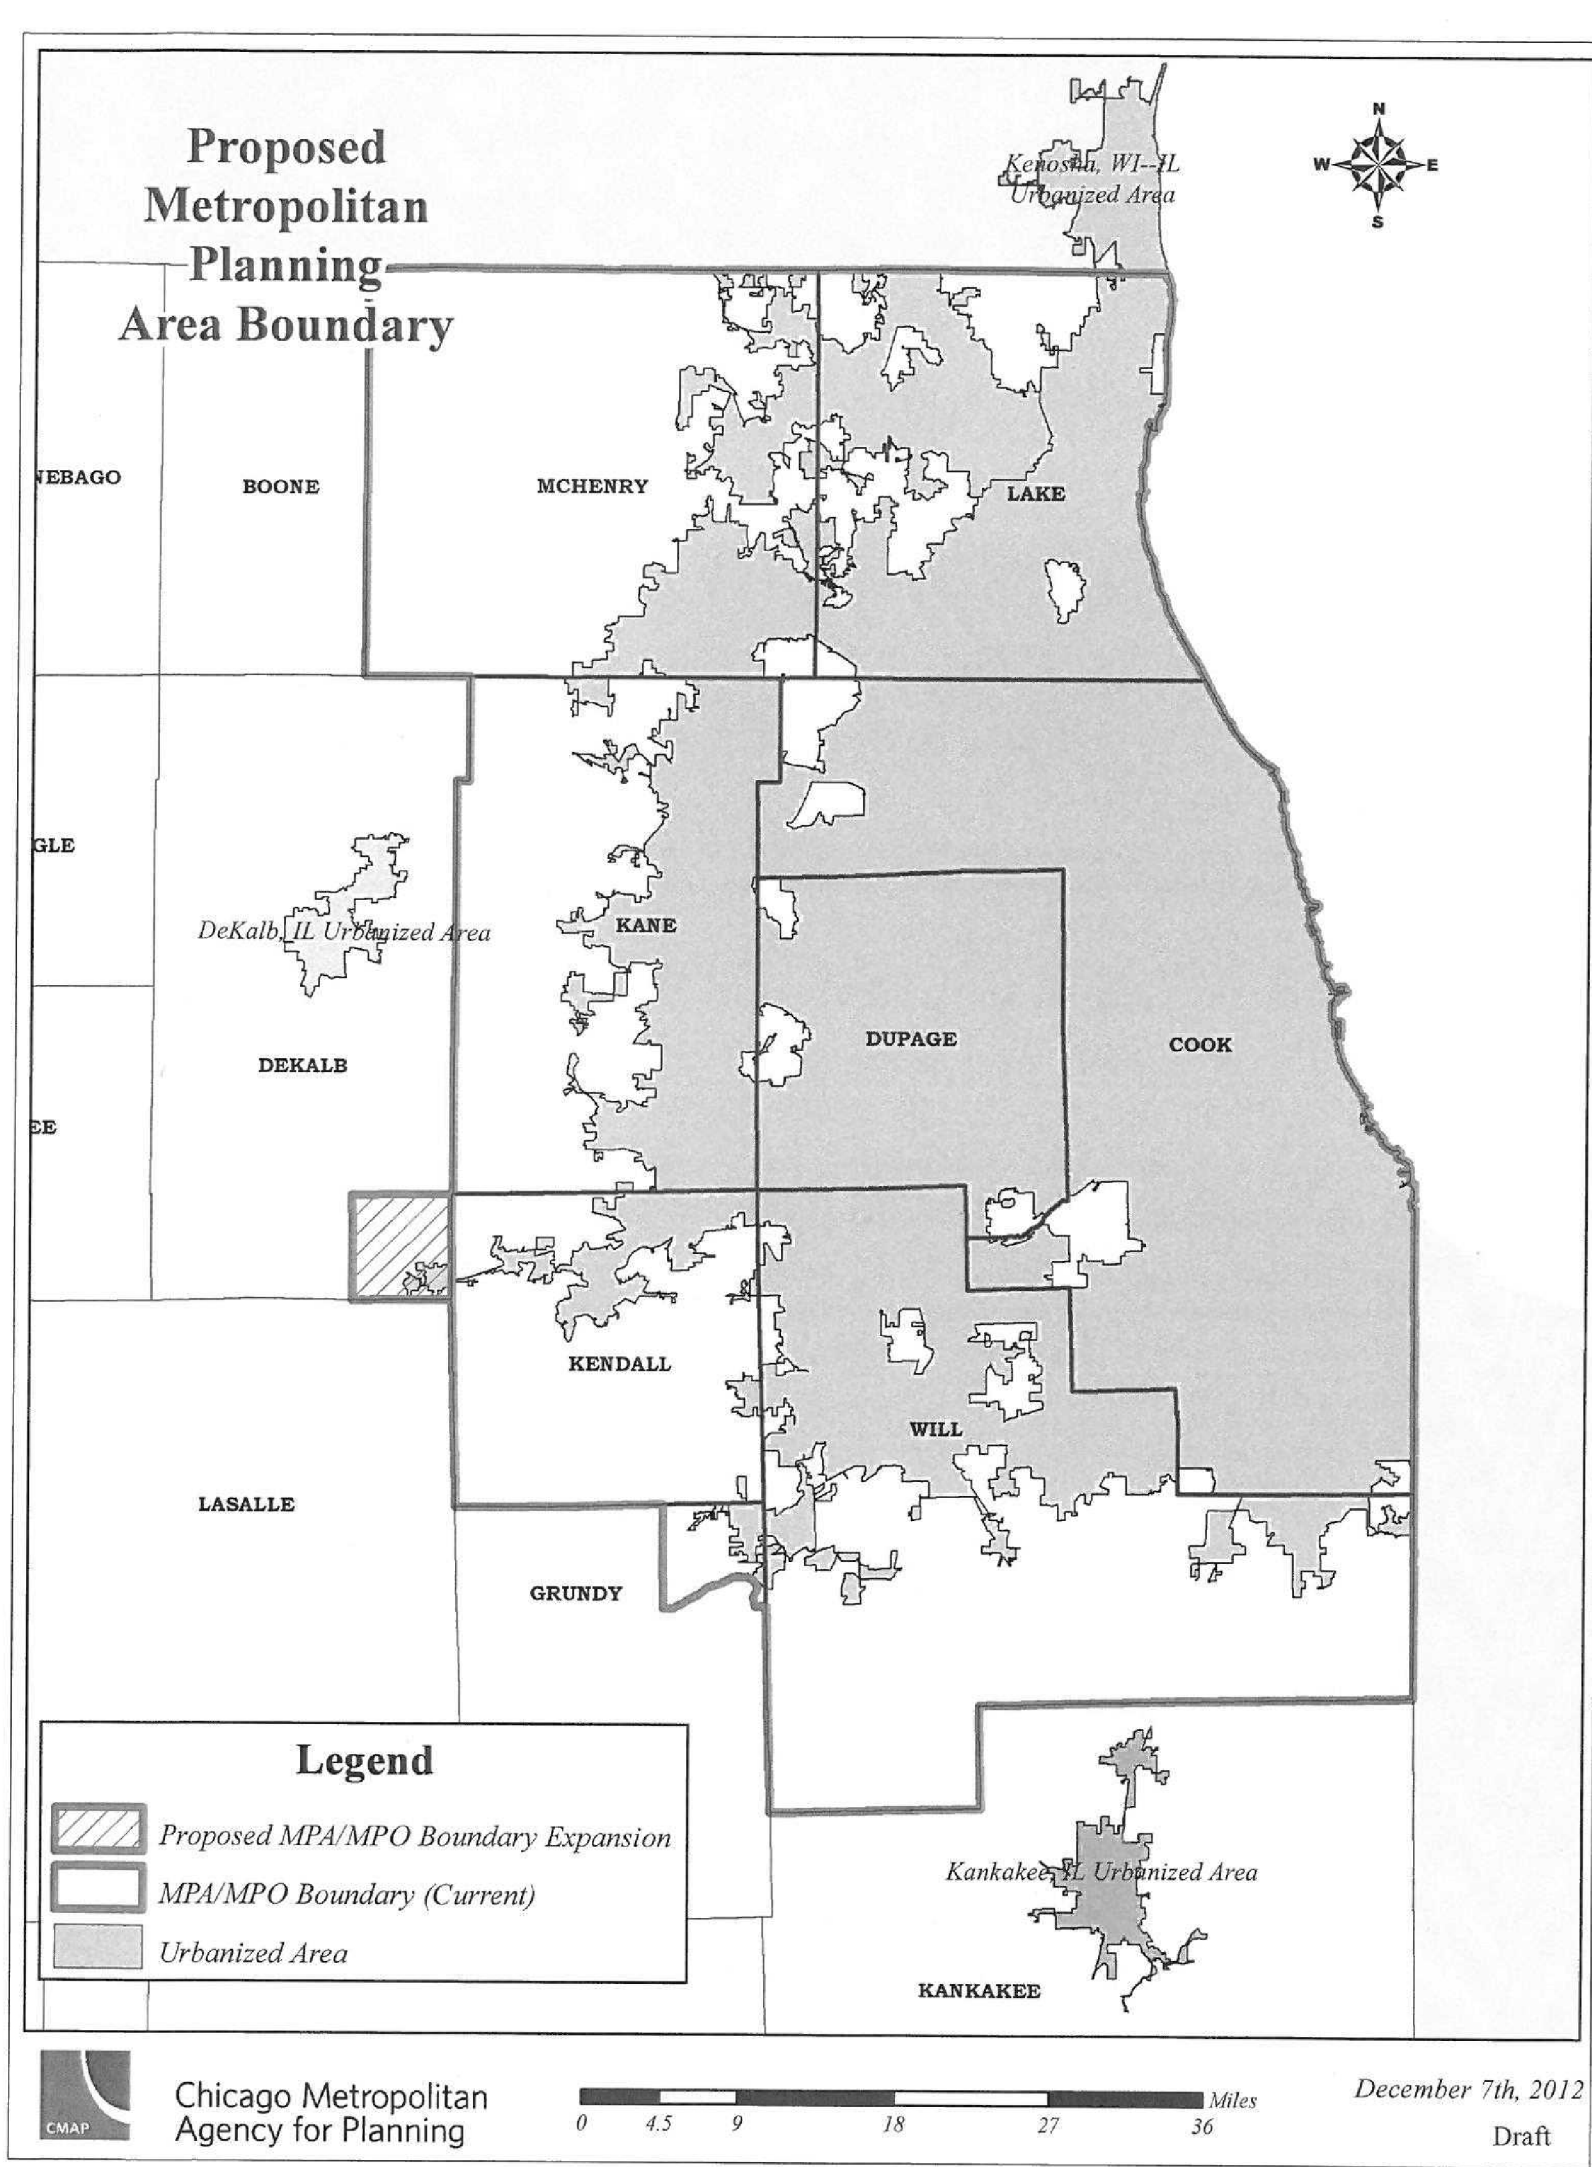 Proposed
Metropolitan
Planning
Area Boundary
N
W E
S
Kenosha, WI--IL
Urbanized Area
NEBAGO
BOONE
MCHENRY
LAKE
GLE
DeKalb, IL Urbanized Area
KANE
DEKALB
DUPAGE
COOK
EE
KENDALL
WILL
LASALLE
GRUNDY
Legend
Proposed MPA/MPO Boundary Expansion
MPA/MPO Boundary (Current)
Urbanized Area
Kankakee, IL Urbanized Area
KANKAKEE
CMAP
Chicago Metropolitan
Agency for Planning
Miles
0 4.5 9 18 27 36
December 7th, 2012
Draft